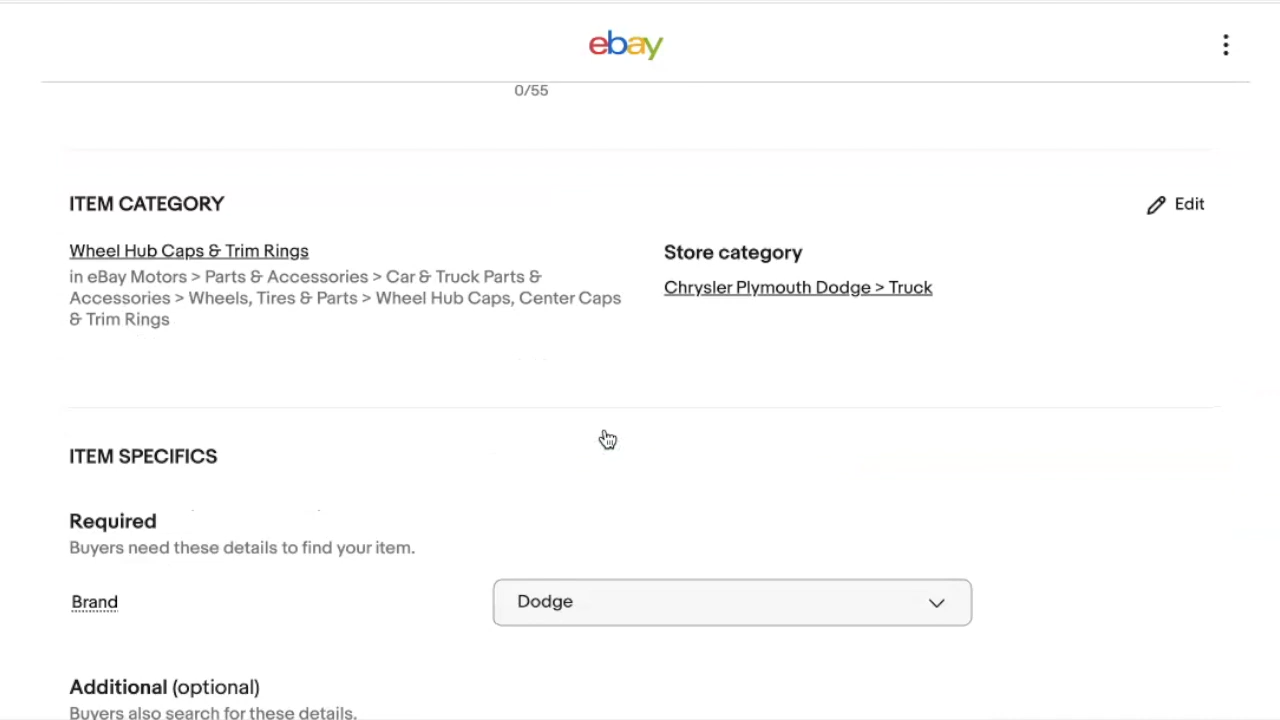 ebay
0/55
ITEM CATEGORY
Edit
Wheel Hub Caps & Trim Rings
in eBay Motors > Parts & Accessories > Car & Truck Parts &
Accessories > Wheels, Tires & Parts > Wheel Hub Caps, Center Caps
& Trim Rings
Store category
Chrysler Plymouth Dodge > Truck
ITEM SPECIFICS
Required
Buyers need these details to find your item.
Brand
Dodge
Additional (optional)
Buyers also search for these details.